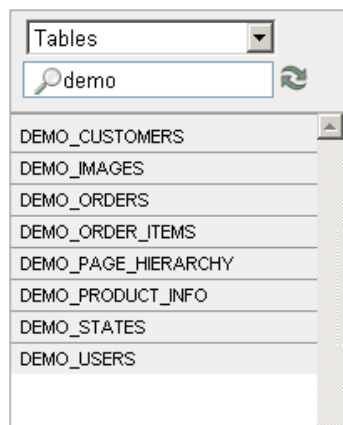 Tables
demo
DEMO_CUSTOMERS
DEMO_IMAGES
DEMO_ORDERS
DEMO_ORDER_ITEMS
DEMO_PAGE_HIERARCHY
DEMO_PRODUCT_INFO
DEMO_STATES
DEMO_USERS